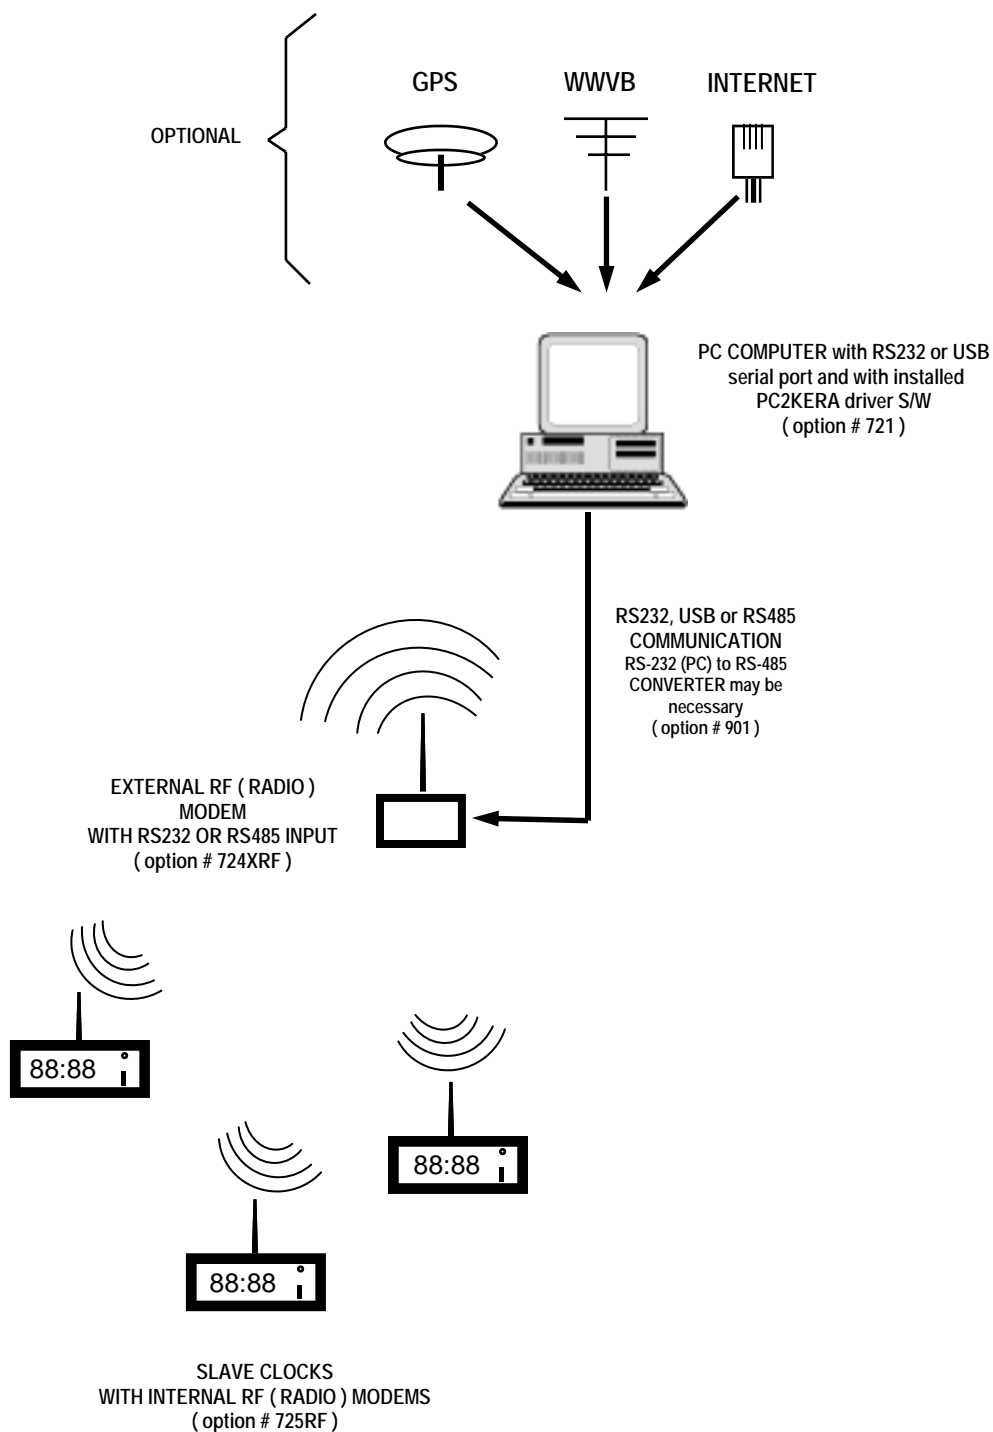 GPS
WWVB
INTERNET
OPTIONAL
PC COMPUTER with RS232 or USB
serial port and with installed
PC2KERA driver S/W
( option # 721 )
RS232, USB or RS485
COMMUNICATION
RS-232 (PC) to RS-485
CONVERTER may be
necessary
( option # 901 )
EXTERNAL RF ( RADIO )
MODEM
WITH RS232 OR RS485 INPUT
( option # 724XRF )
88:88
88:88
88:88
SLAVE CLOCKS
WITH INTERNAL RF ( RADIO ) MODEMS
( option # 725RF )